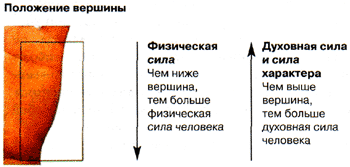 Положение вершины
Физическая
сила
Чем ниже
вершина,
тем больше
физическая
сила человека
Духовная сила
и сила
характера
Чем выше
вершина,
тем больше
духовная сила
человека